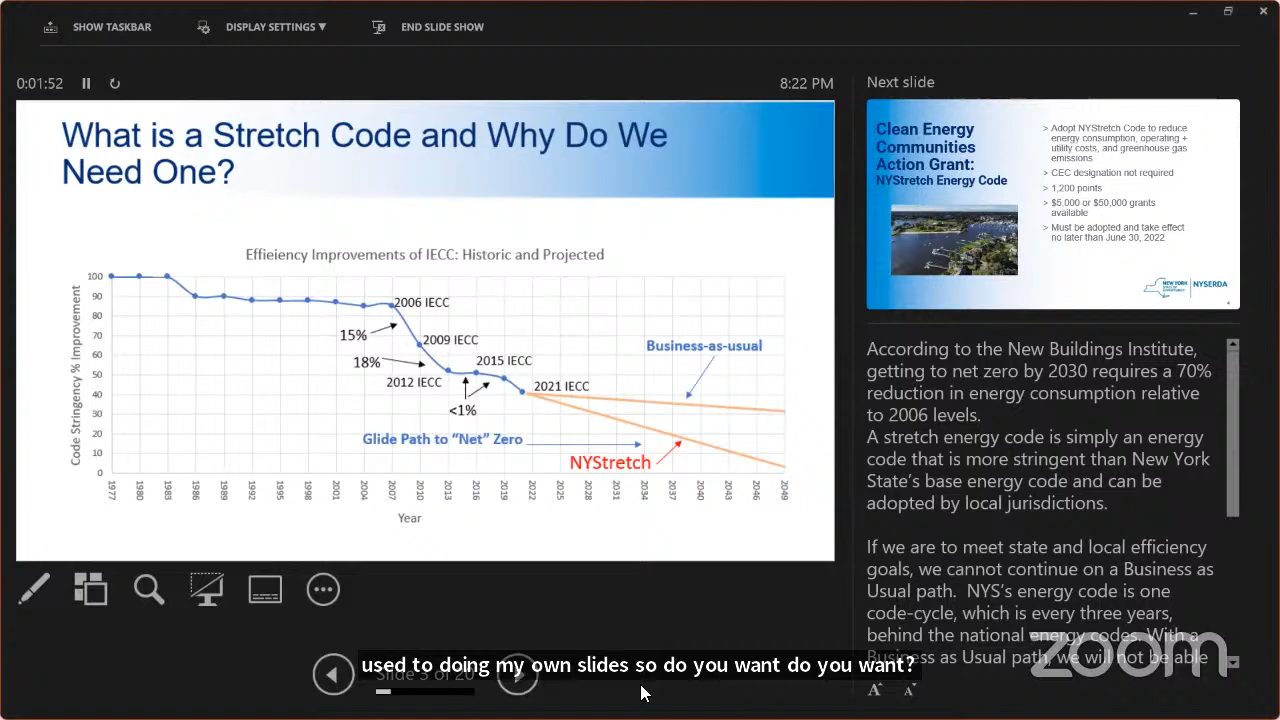 SHOW TASKBAR
DISPLAY SETTINGS ▼
END SLIDE SHOW
0:01:52
8:22 PM
What is a Stretch Code and Why Do We
Need One?
Effieiency Improvements of IECC: Historic and Projected
Code Stringency % Improvement
100
90
80
70
60
50
40
30
20
10
0
2006 IECC
15%
2009 IECC
18%
2015 IECC
2012 IECC
<1%
2021 IECC
Business-as-usual
Glide Path to “Net” Zero
NYStretch
1977
1980
1983
1986
1989
1992
1995
1998
2001
2004
2007
2010
2013
2016
2019
2022
2025
2028
2031
2034
2037
2040
2043
2046
2049
Year
Next slide
Clean Energy
Communities
Action Grant:
NYStretch Energy Code
> Adopt NYStretch Code to reduce
energy consumption, operating +
utility costs, and greenhouse gas
emissions
> CEC designation not required
> 1,200 points
> $5,000 or $50,000 grants
available
> Must be adopted and take effect
no later than June 30, 2022
NEW YORK
STATE OF
OPPORTUNITY
NYSERDA
4
According to the New Buildings Institute,
getting to net zero by 2030 requires a 70%
reduction in energy consumption relative
to 2006 levels.
A stretch energy code is simply an energy
code that is more stringent than New York
State’s base energy code and can be
adopted by local jurisdictions.
If we are to meet state and local efficiency
goals, we cannot continue on a Business as
Usual path.  NYS’s energy code is one
code-cycle, which is every three years,
behind the national energy codes. With a
Business as Usual path, we will not be able
zoom
used to doing my own slides so do you want do you want?
Slide 3 of 20
A A